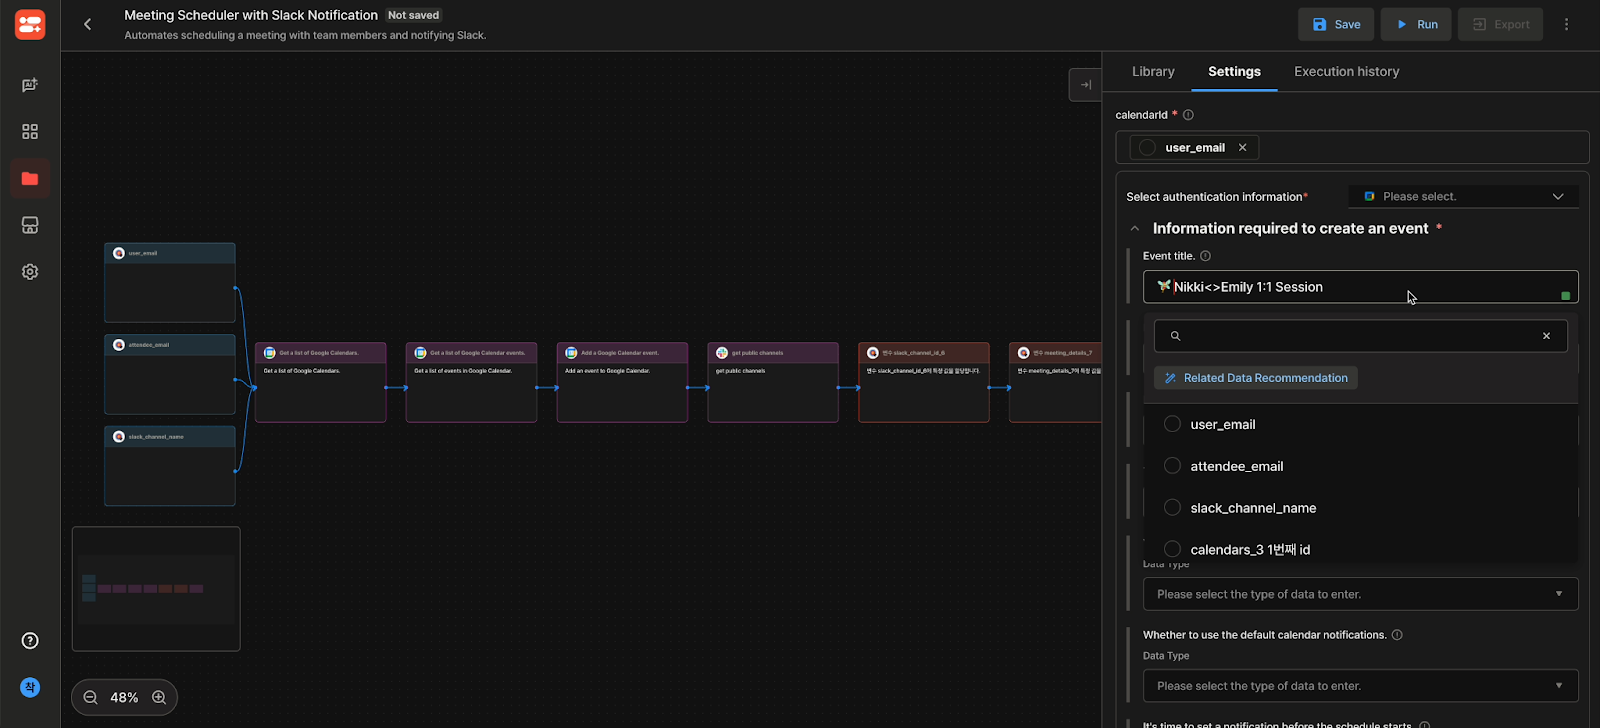 Meeting Scheduler with Slack Notification Not saved
Automates scheduling a meeting with team members and notifying Slack.
Save
Run
Export
Library
Settings
Execution history
calendarId *
user_email
Select authentication information*
Please select.
Information required to create an event *
Event title.
Nikki<>Emily 1:1 Session
Related Data Recommendation
user_email
attendee_email
slack_channel_name
calendars_3 1번째 id
Data Type
Please select the type of data to enter.
Whether to use the default calendar notifications.
Data Type
Please select the type of data to enter.
It's time to set a notification before the schedule starts.
user_email
attendee_email
slack_channel_name
Get a list of Google Calendars.
Get a list of Google Calendars.
Get a list of Google Calendar events.
Get a list of events in Google Calendar.
Add a Google Calendar event.
Add an event to Google Calendar.
get public channels
get public channels
변수 slack_channel_id_6
변수 slack_channel_id_6에 특정 값을 할당합니다.
변수 meeting_details_7
변수 meeting_details_7에 특정 값을
48%
착